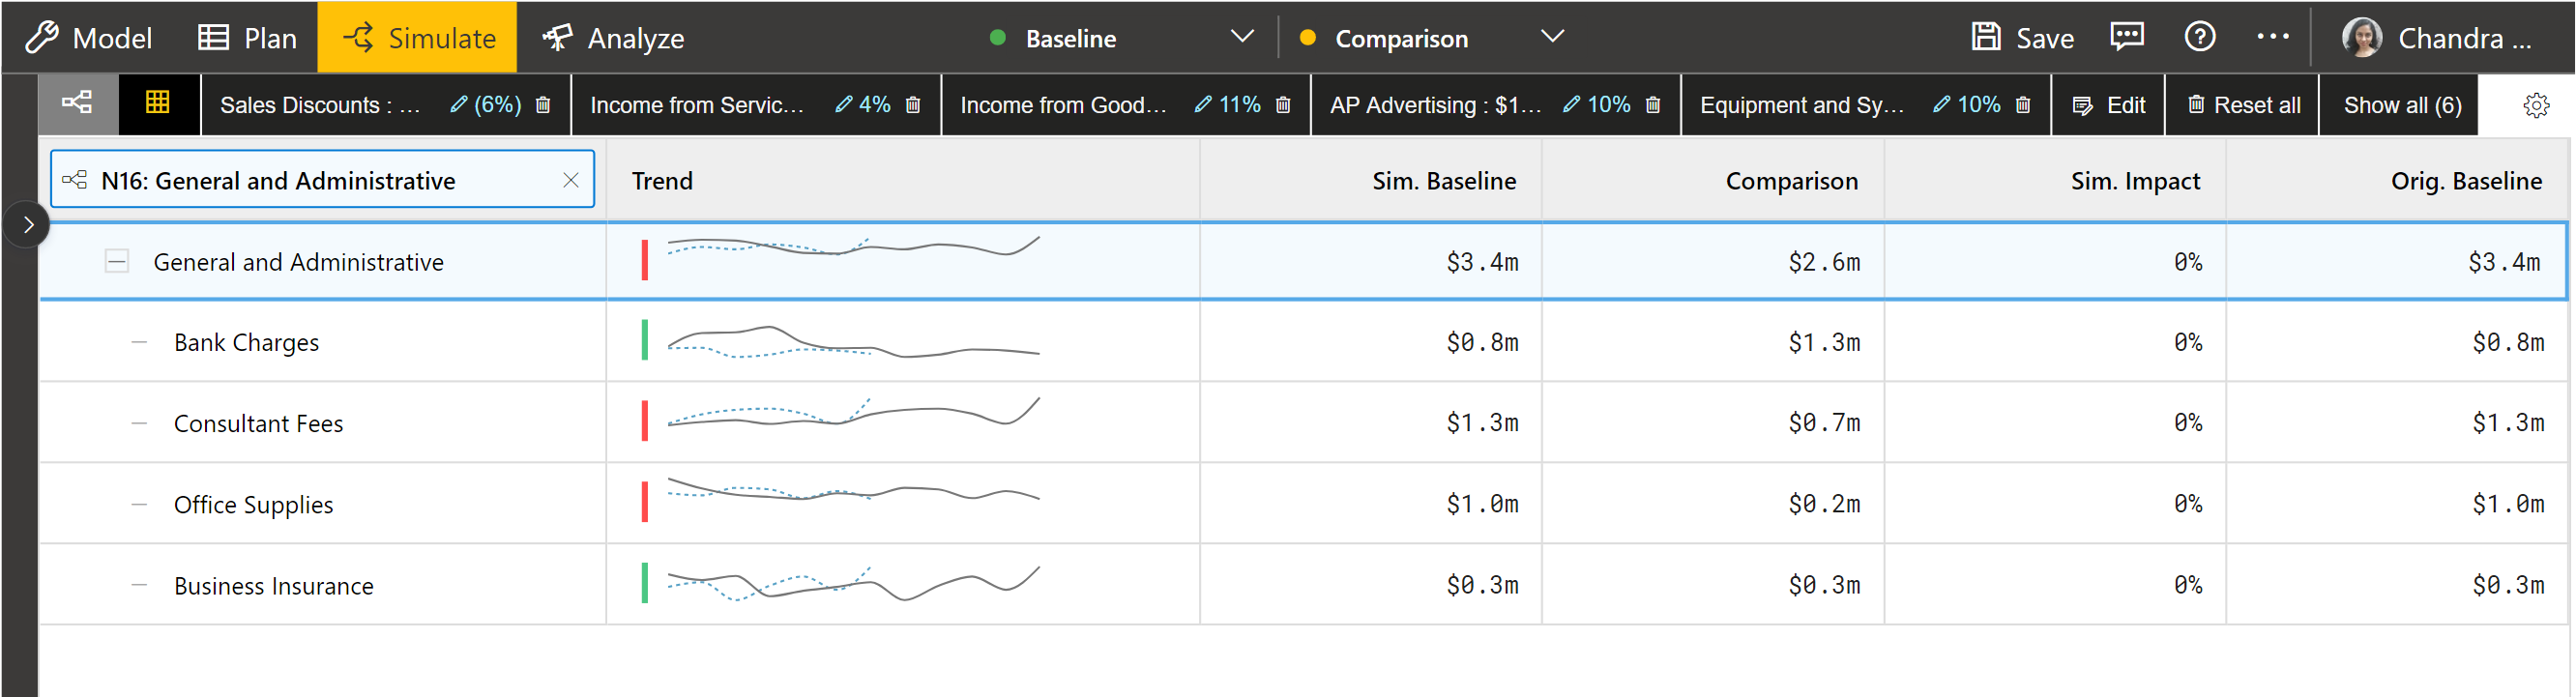 Model Plan Simulate Analyze Baseline Comparison Save Chandra ...
Sales Discounts : ... (6%) Income from Servic... 4% Income from Good... 11% AP Advertising : $1... 10% Equipment and Sy... 10% Edit Reset all Show all (6)
N16: General and Administrative Trend Sim. Baseline Comparison Sim. Impact Orig. Baseline
General and Administrative $3.4m $2.6m 0% $3.4m
Bank Charges $0.8m $1.3m 0% $0.8m
Consultant Fees $1.3m $0.7m 0% $1.3m
Office Supplies $1.0m $0.2m 0% $1.0m
Business Insurance $0.3m $0.3m 0% $0.3m